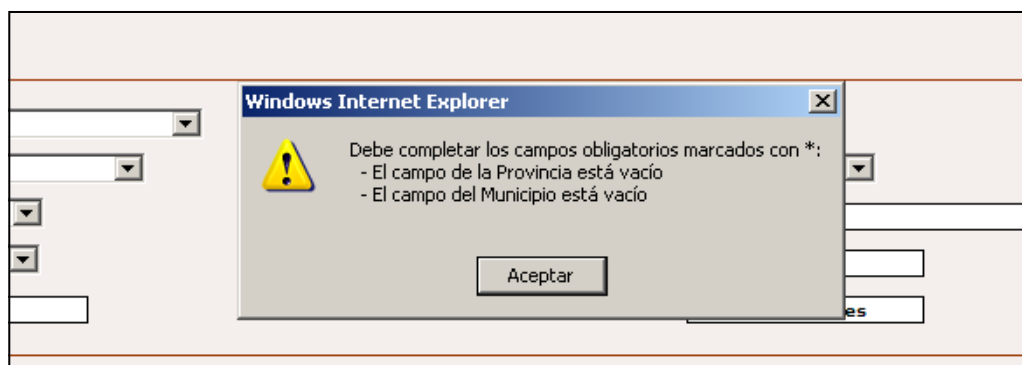 Windows Internet Explorer
Debe completar los campos obligatorios marcados con *:
- El campo de la Provincia está vacío
- El campo del Municipio está vacío
Aceptar
es